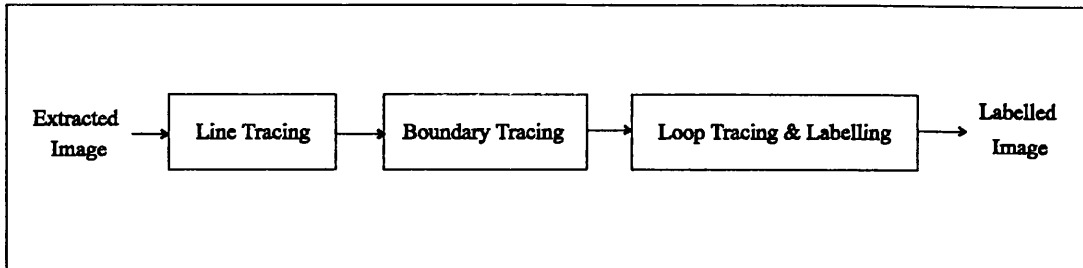 Extracted
Image
Line Tracing
Boundary Tracing
Loop Tracing & Labelling
Labelled
Image